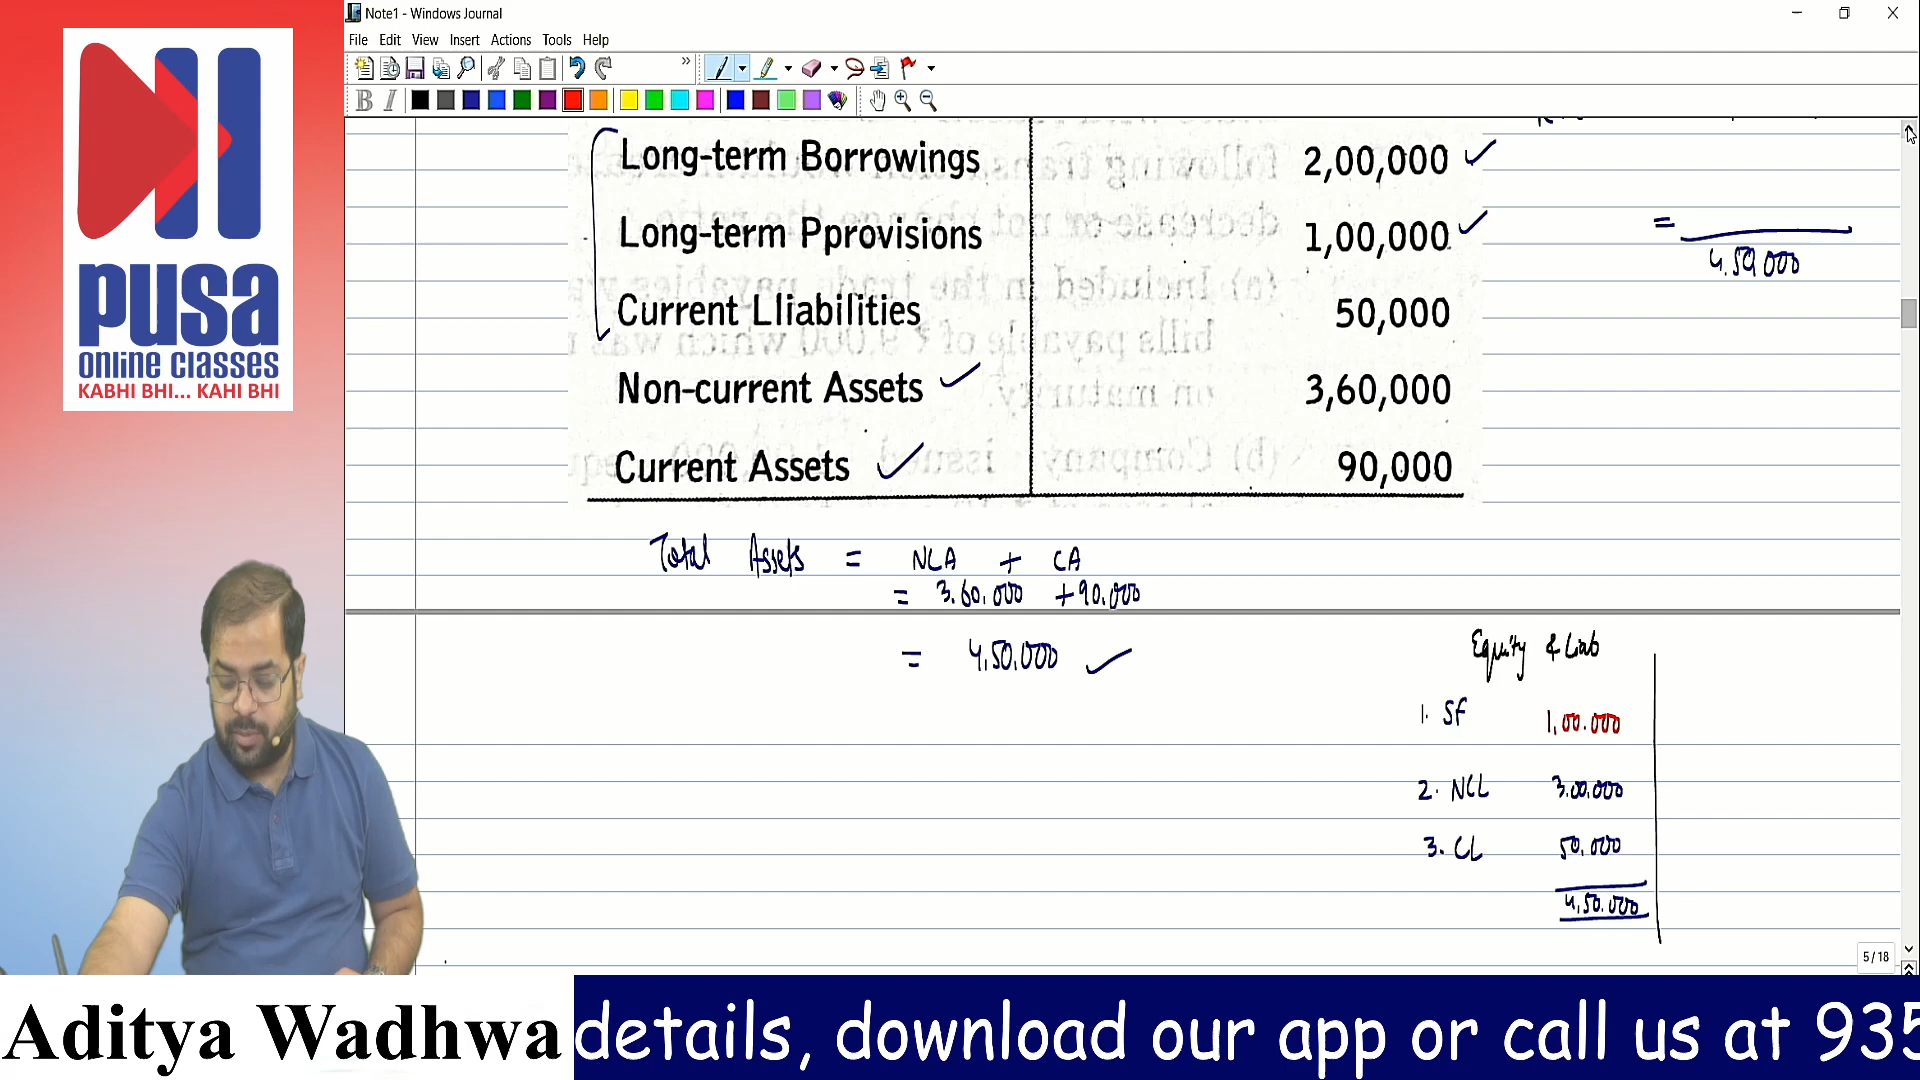 Note1 - Windows Journal
File Edit View Insert Actions Tools Help
PUSA
ONLINE CLASSES
KABHI BHI... KAHI BHI
Long-term Borrowings 2,00,000
Long-term Pprovisions 1,00,000
Current Lliabilities 50,000
Non-current Assets 3,60,000
Current Assets 90,000
=
4,50,000
Total Assets = NCA + CA
= 3,60,000 + 90,000
= 4,50,000
Equity & Liab
1. SF 1,00,000
2. NCL 3,00,000
3. CL 50,000
4,50,000
5 / 18
Aditya Wadhwa
details, download our app or call us at 935